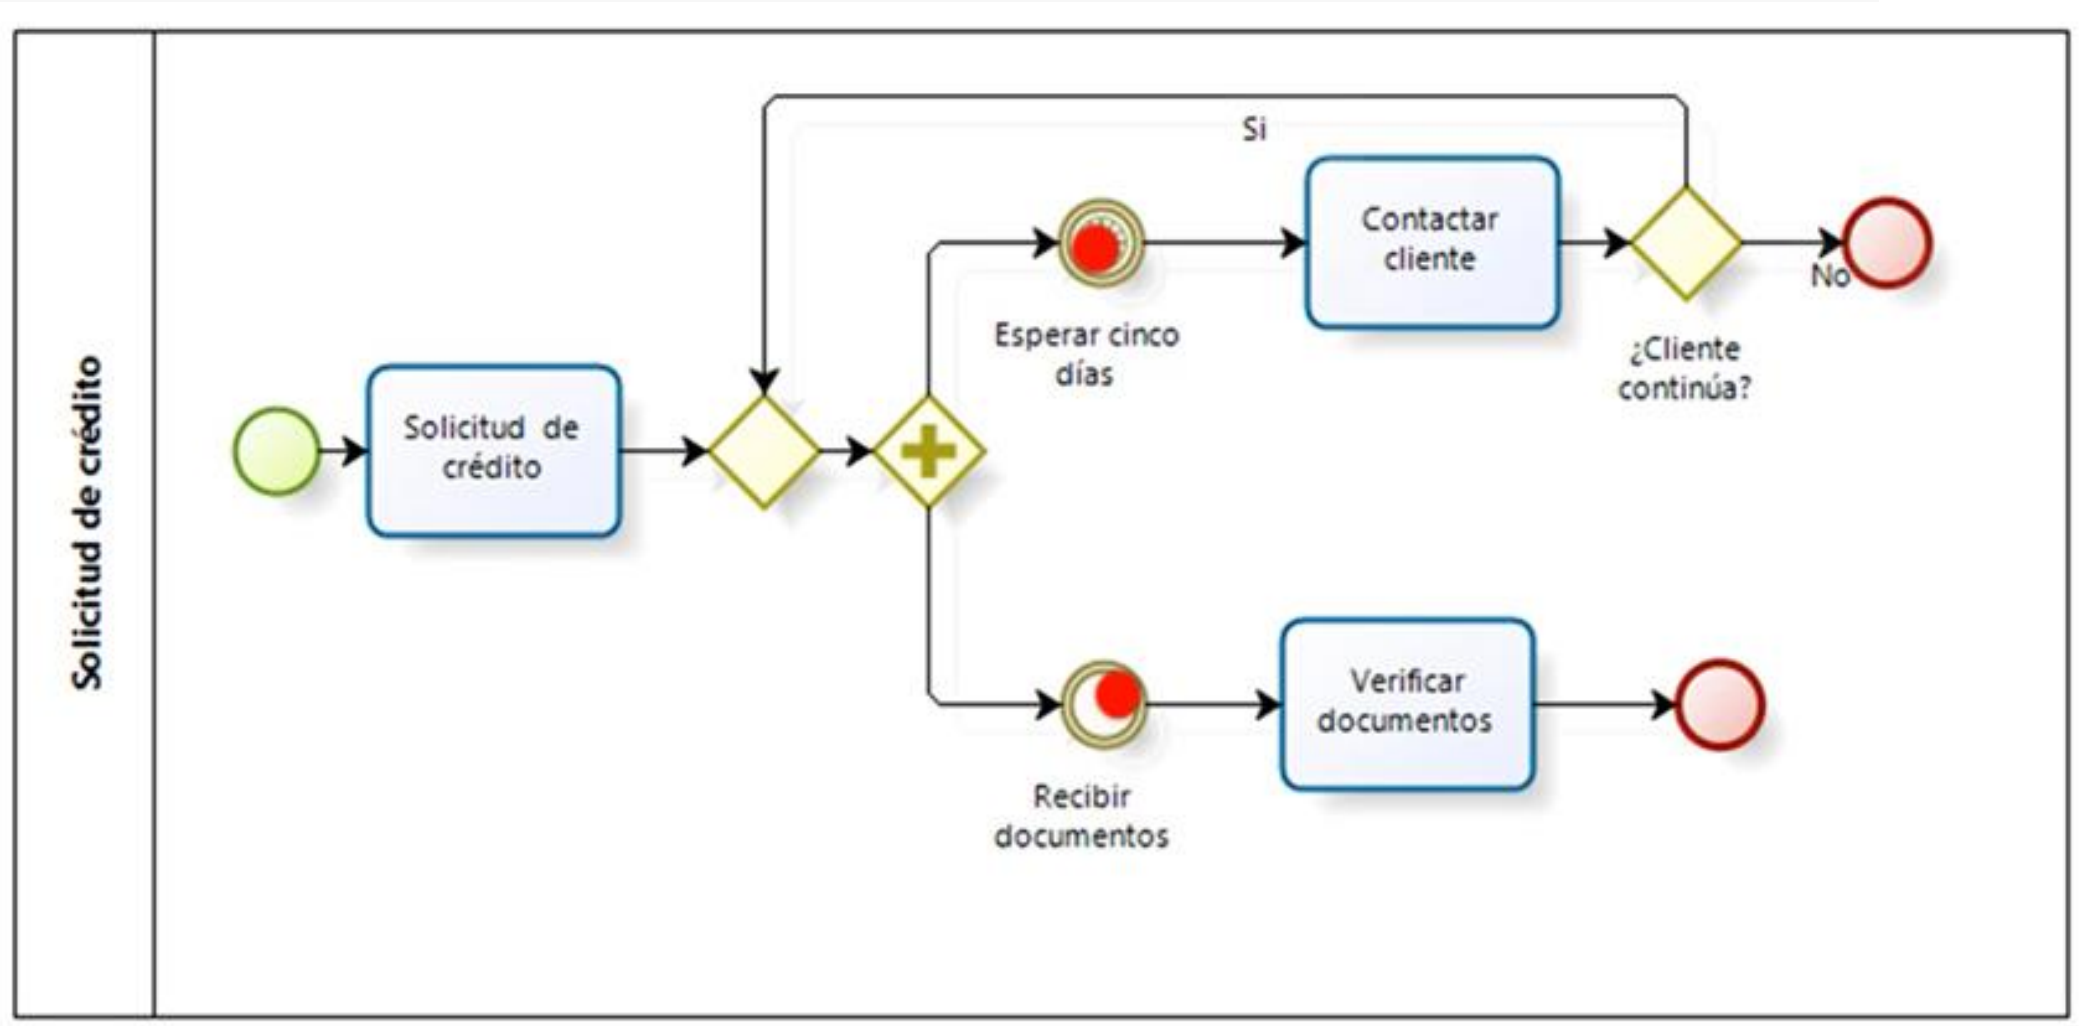 Solicitud de crédito
Solicitud de
crédito
Si
Esperar cinco
días
Contactar
cliente
¿Cliente
continúa?
No
Recibir
documentos
Verificar
documentos